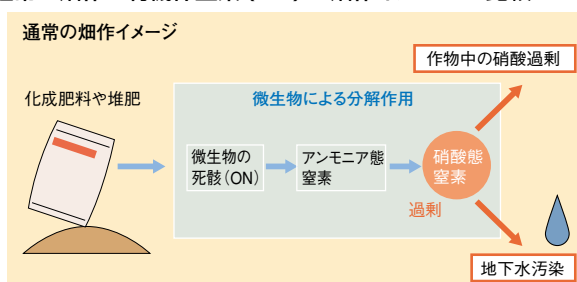 通常の畑作イメージ
作物中の硝酸過剰
化成肥料や堆肥
微生物による分解作用
微生物の
死骸(ON)
アンモニア態
窒素
硝酸態
窒素
過剰
地下水汚染